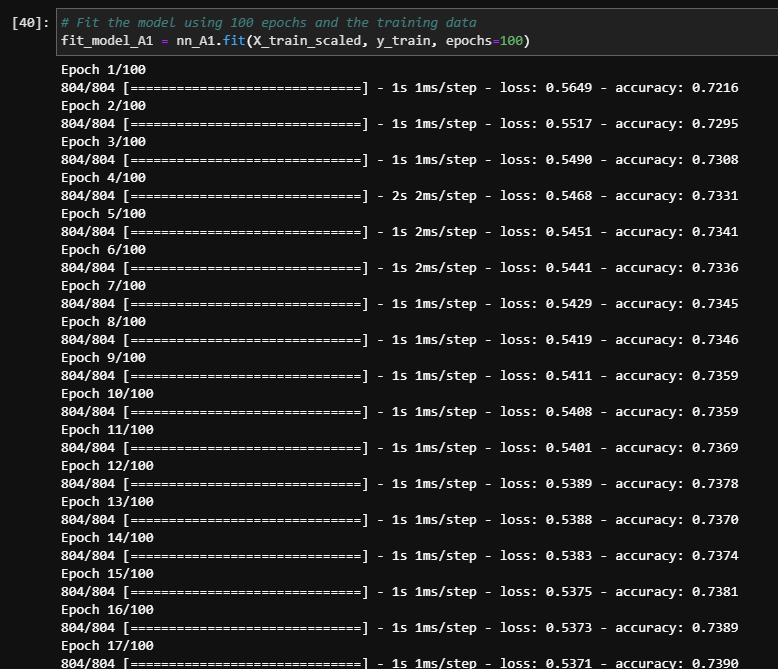 [40]: # Fit the model using 100 epochs and the training data
fit_model_A1 = nn_A1.fit(X_train_scaled, y_train, epochs=100)
Epoch 1/100
804/804 [==============================] - 1s 1ms/step - loss: 0.5649 - accuracy: 0.7216
Epoch 2/100
804/804 [==============================] - 1s 1ms/step - loss: 0.5517 - accuracy: 0.7295
Epoch 3/100
804/804 [==============================] - 1s 1ms/step - loss: 0.5490 - accuracy: 0.7308
Epoch 4/100
804/804 [==============================] - 2s 2ms/step - loss: 0.5468 - accuracy: 0.7331
Epoch 5/100
804/804 [==============================] - 1s 2ms/step - loss: 0.5451 - accuracy: 0.7341
Epoch 6/100
804/804 [==============================] - 1s 2ms/step - loss: 0.5441 - accuracy: 0.7336
Epoch 7/100
804/804 [==============================] - 1s 1ms/step - loss: 0.5429 - accuracy: 0.7345
Epoch 8/100
804/804 [==============================] - 1s 1ms/step - loss: 0.5419 - accuracy: 0.7346
Epoch 9/100
804/804 [==============================] - 1s 1ms/step - loss: 0.5411 - accuracy: 0.7359
Epoch 10/100
804/804 [==============================] - 1s 1ms/step - loss: 0.5408 - accuracy: 0.7359
Epoch 11/100
804/804 [==============================] - 1s 1ms/step - loss: 0.5401 - accuracy: 0.7369
Epoch 12/100
804/804 [==============================] - 1s 1ms/step - loss: 0.5389 - accuracy: 0.7378
Epoch 13/100
804/804 [==============================] - 1s 1ms/step - loss: 0.5388 - accuracy: 0.7370
Epoch 14/100
804/804 [==============================] - 1s 1ms/step - loss: 0.5383 - accuracy: 0.7374
Epoch 15/100
804/804 [==============================] - 1s 1ms/step - loss: 0.5375 - accuracy: 0.7381
Epoch 16/100
804/804 [==============================] - 1s 1ms/step - loss: 0.5373 - accuracy: 0.7389
Epoch 17/100
804/804 [==============================] - 1s 1ms/step - loss: 0.5371 - accuracy: 0.7390